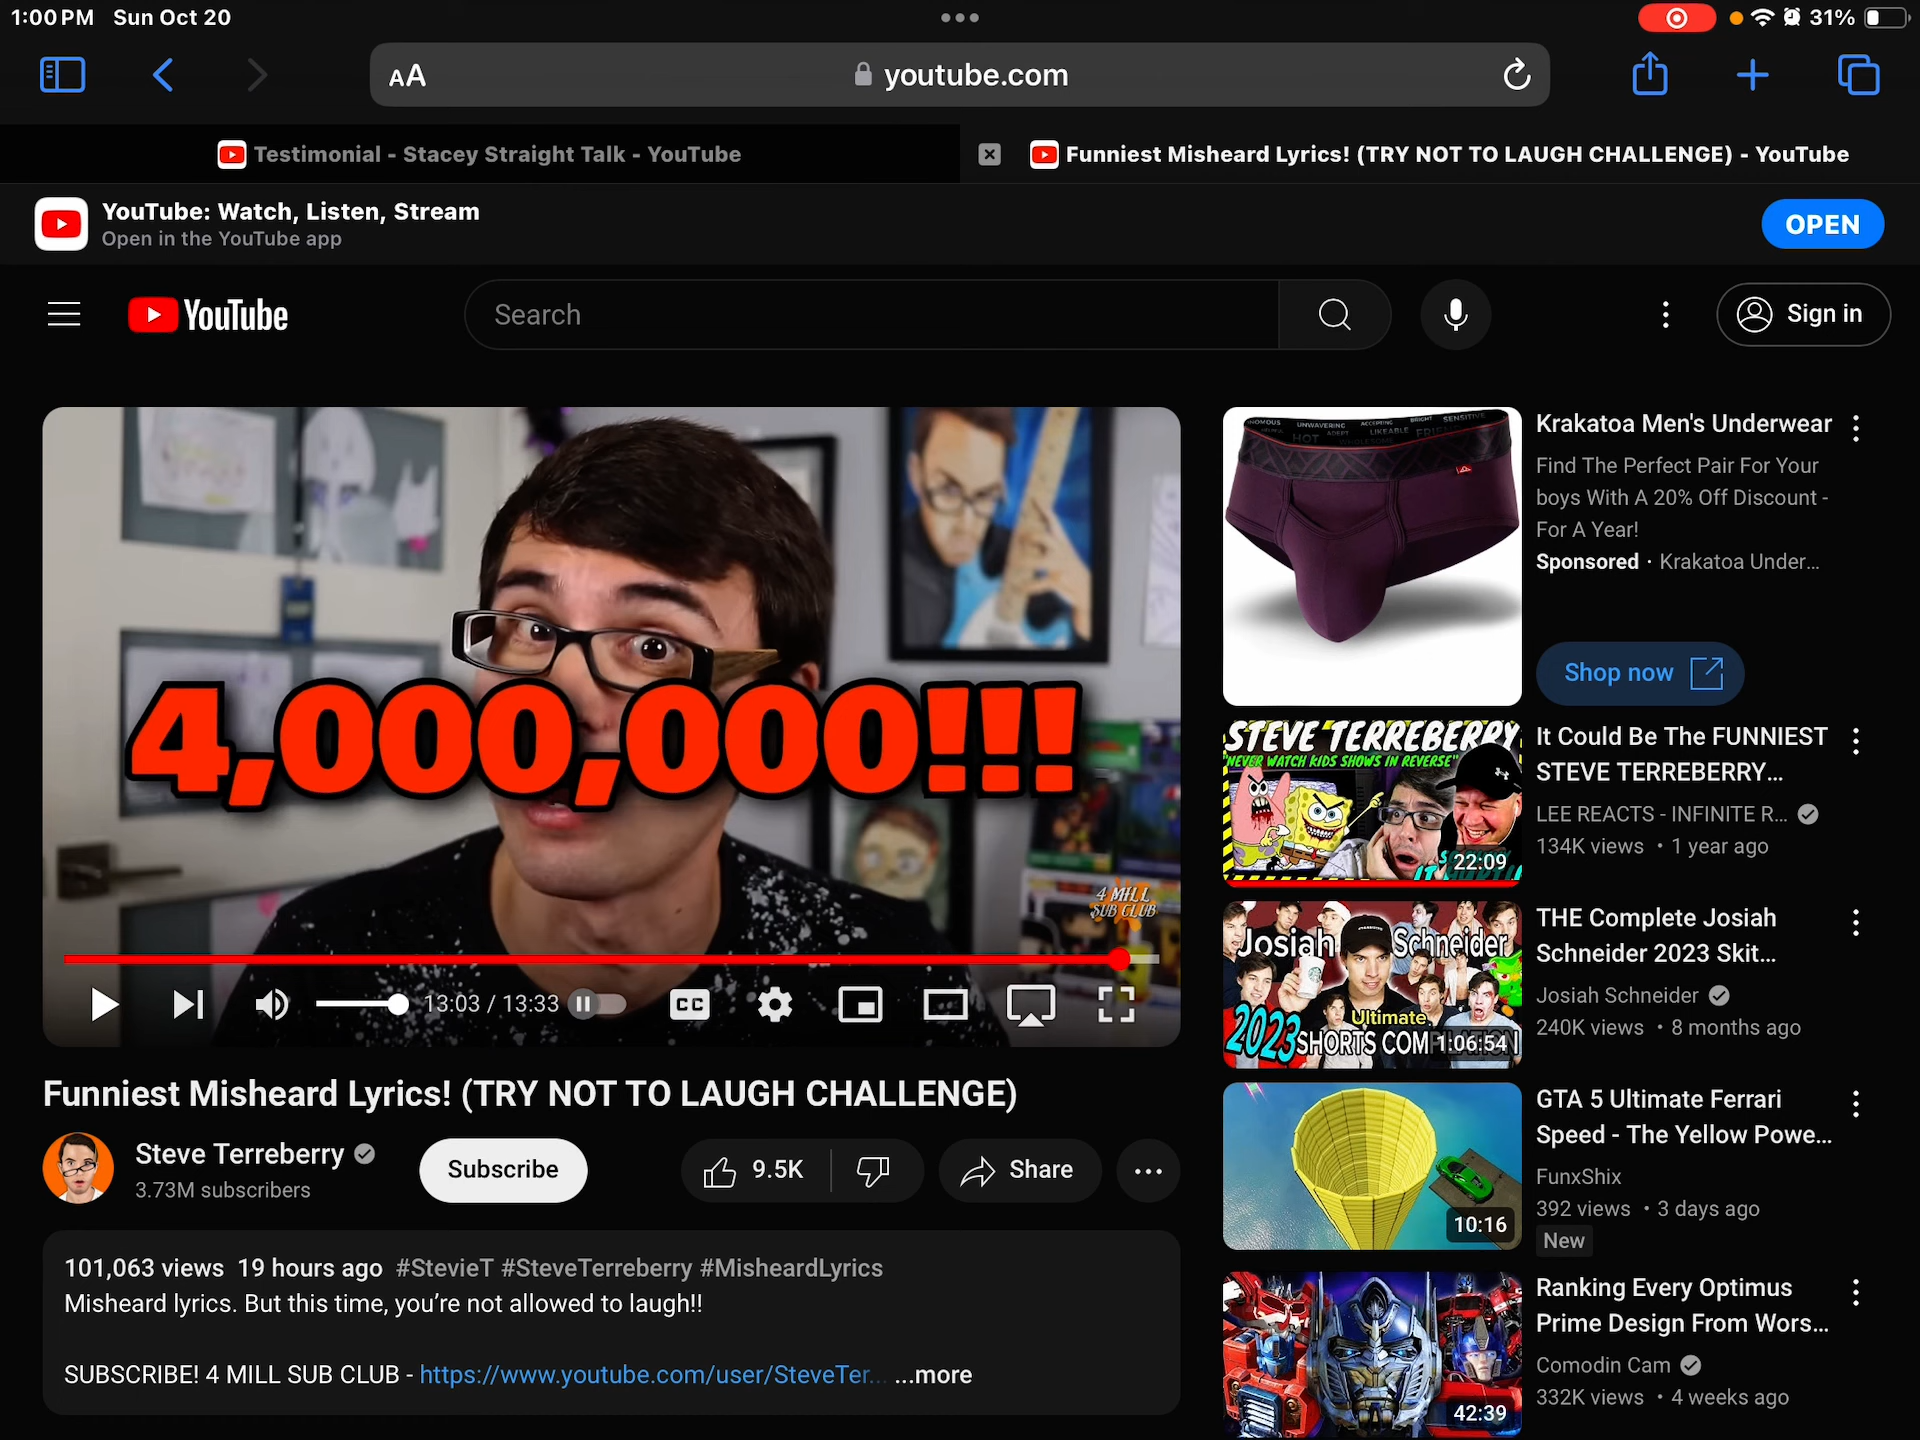 1:00 PM Sun Oct 20
31%
AA
youtube.com
Testimonial - Stacey Straight Talk - YouTube
Funniest Misheard Lyrics! (TRY NOT TO LAUGH CHALLENGE) - YouTube
YouTube: Watch, Listen, Stream
Open in the YouTube app
OPEN
YouTube
Search
Sign in
4,000,000!!!
4 MILL
SUB CLUB
13:03 / 13:33
CC
Funniest Misheard Lyrics! (TRY NOT TO LAUGH CHALLENGE)
Steve Terreberry
3.73M subscribers
Subscribe
9.5K
Share
101,063 views 19 hours ago #StevieT #SteveTerreberry #MisheardLyrics
Misheard lyrics. But this time, you’re not allowed to laugh!!
SUBSCRIBE! 4 MILL SUB CLUB - https://www.youtube.com/user/SteveTer... ...more
UNWAVERING ACCEPTING BRIGHT SENSITIVE
HOT ADEPT LIKEABLE
Krakatoa Men's Underwear
Find The Perfect Pair For Your
boys With A 20% Off Discount -
For A Year!
Sponsored · Krakatoa Under...
Shop now
STEVE TERREBERRY
"NEVER WATCH KIDS SHOWS IN REVERSE"
22:09
It Could Be The FUNNIEST
STEVE TERREBERRY...
LEE REACTS - INFINITE R...
134K views • 1 year ago
Josiah Schneider
Ultimate
2023 SHORTS COMPILATION
1:06:54
THE Complete Josiah
Schneider 2023 Skit...
Josiah Schneider
240K views • 8 months ago
10:16
GTA 5 Ultimate Ferrari
Speed - The Yellow Powe...
FunxShix
392 views • 3 days ago
New
42:39
Ranking Every Optimus
Prime Design From Wors...
Comodin Cam
332K views • 4 weeks ago